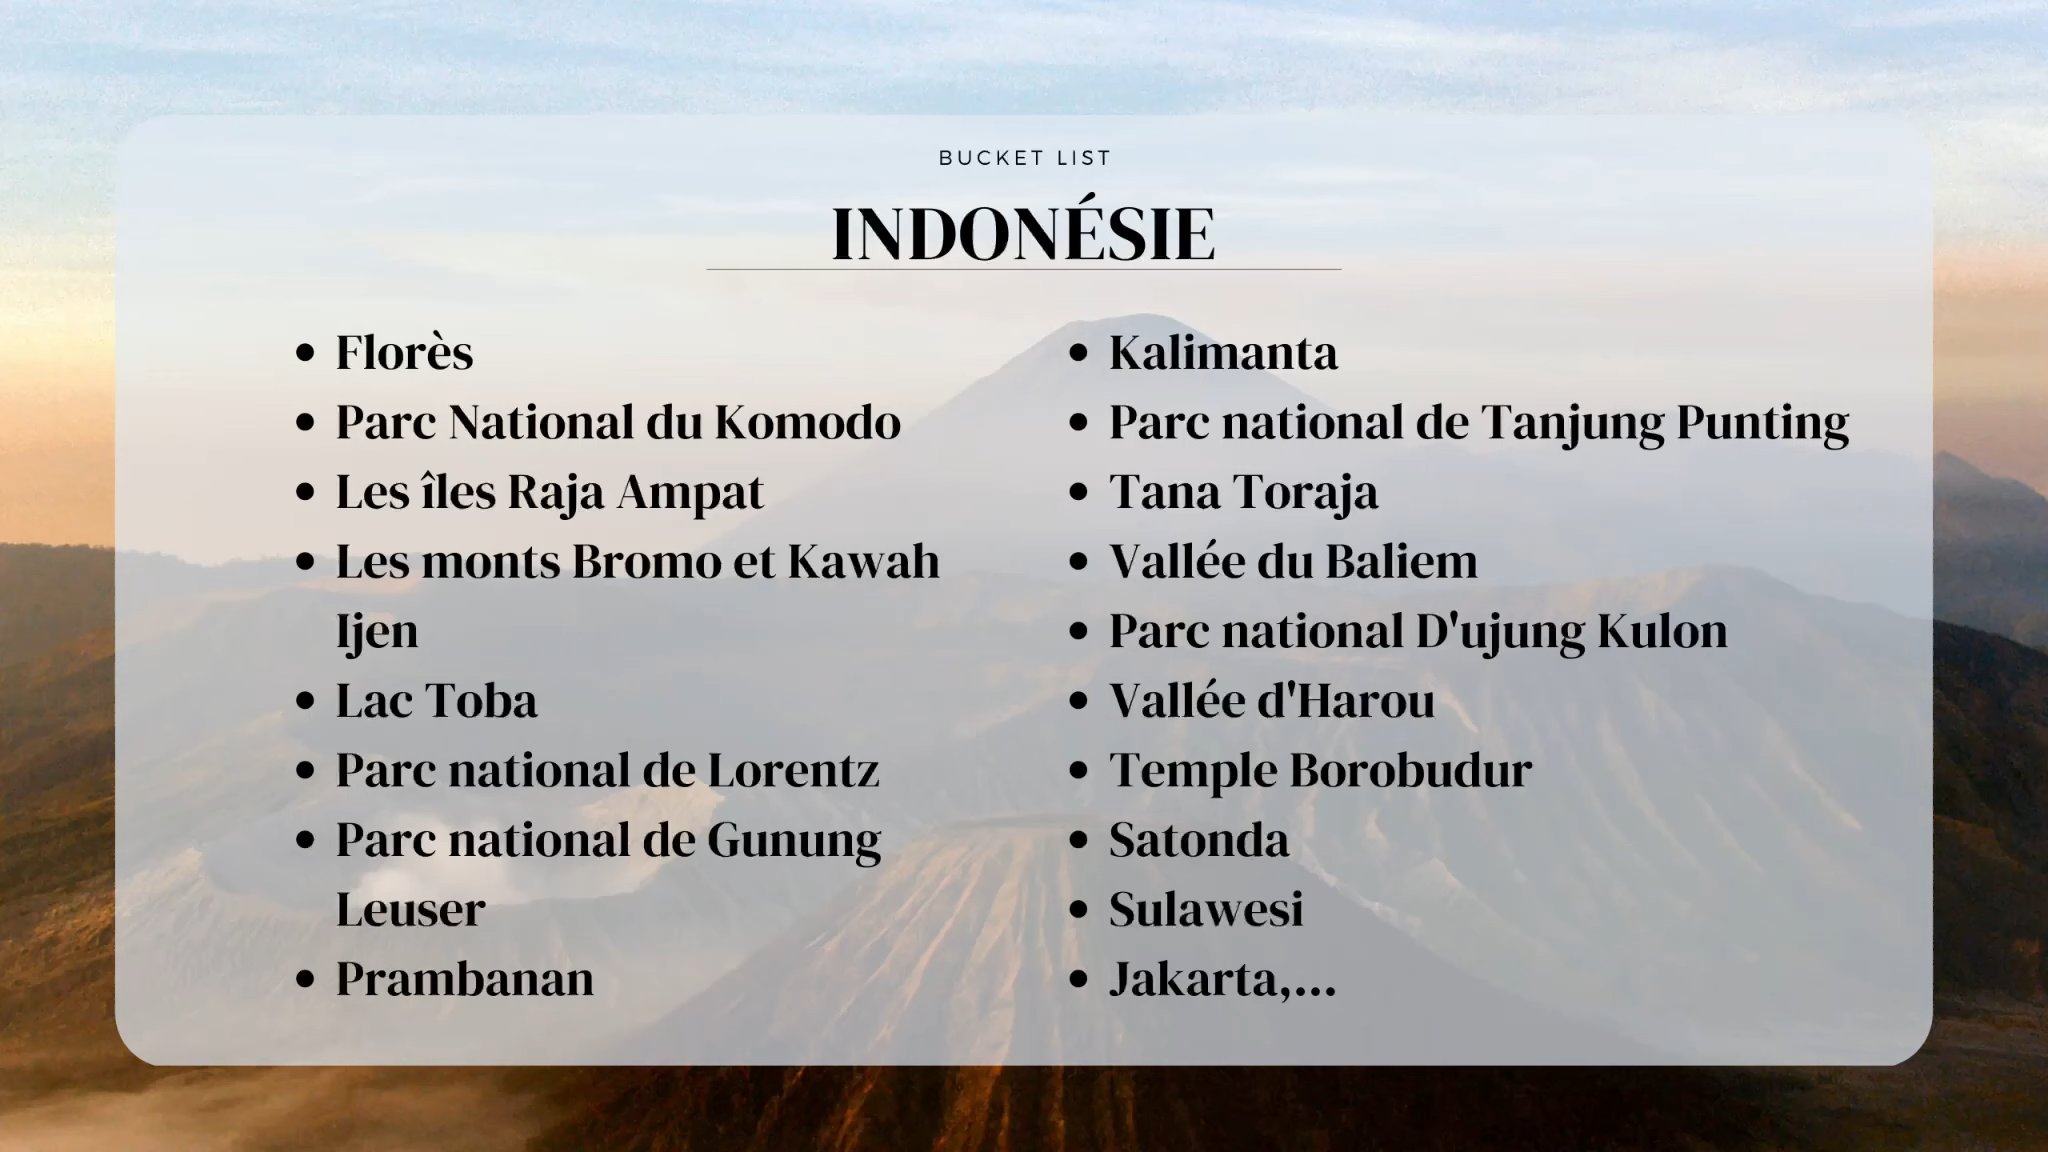 BUCKET LIST
INDONÉSIE
• Florès
• Parc National du Komodo
• Les îles Raja Ampat
• Les monts Bromo et Kawah
Ijen
• Lac Toba
• Parc national de Lorentz
• Parc national de Gunung
Leuser
• Prambanan
• Kalimanta
• Parc national de Tanjung Punting
• Tana Toraja
• Vallée du Baliem
• Parc national D'ujung Kulon
• Vallée d'Harou
• Temple Borobudur
• Satonda
• Sulawesi
• Jakarta,...